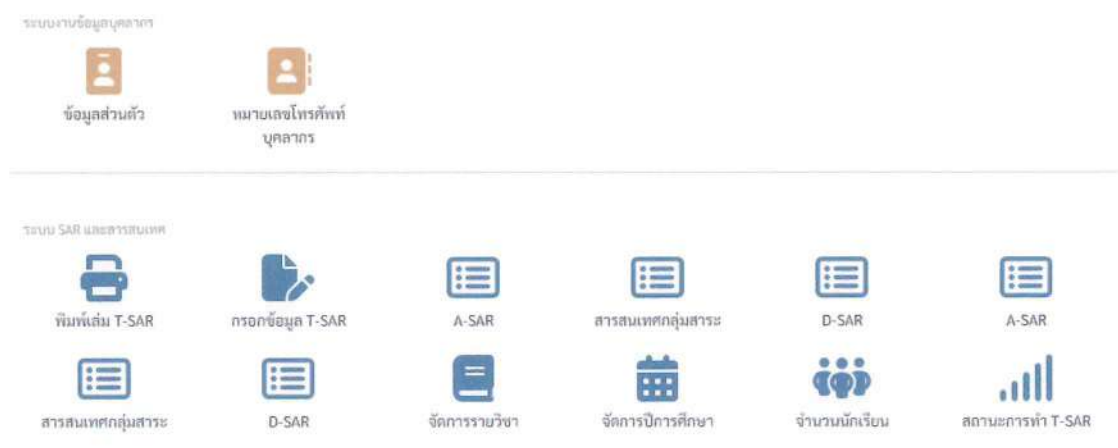 ระบบงานข้อมูลบุคลากร
ข้อมูลส่วนตัว
หมายเลขโทรศัพท์
บุคลากร
ระบบ SAR และสารสนเทศ
พิมพ์เล่ม T-SAR
กรอกข้อมูล T-SAR
A-SAR
สารสนเทศกลุ่มสาระ
D-SAR
A-SAR
สารสนเทศกลุ่มสาระ
D-SAR
จัดการรายวิชา
จัดการปีการศึกษา
จำนวนนักเรียน
สถานะการทำ T-SAR